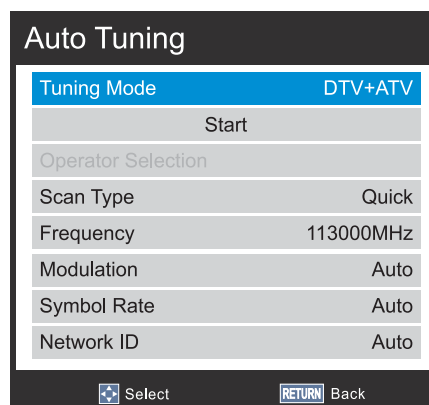 Auto Tuning
Tuning Mode DTV+ATV
Start
Operator Selection
Scan Type Quick
Frequency 113000MHz
Modulation Auto
Symbol Rate Auto
Network ID Auto
Select RETURN Back